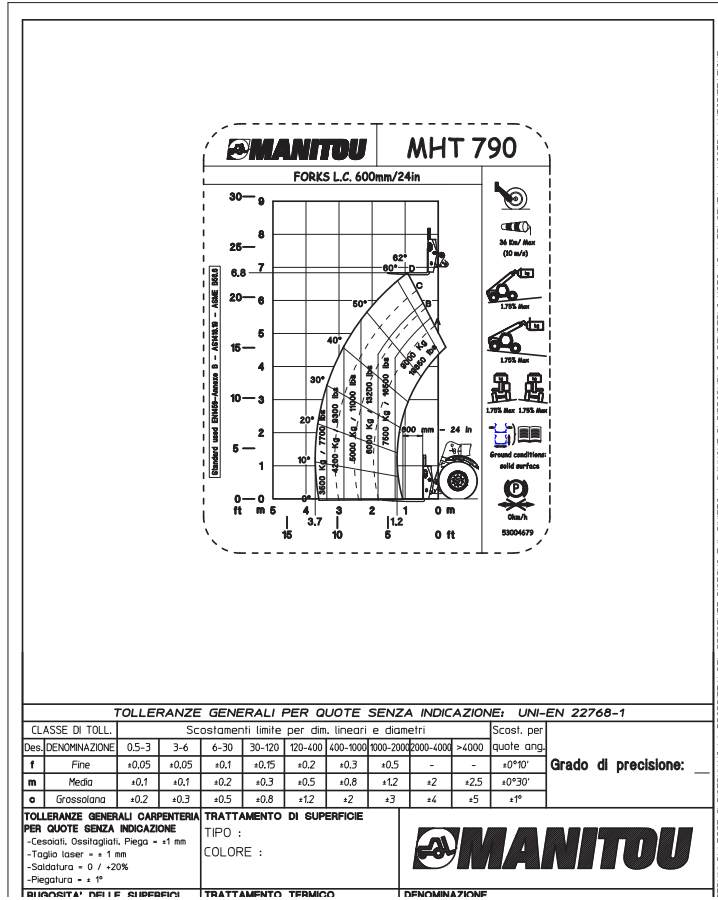 MANITOU
MHT 790
FORKS L.C. 600mm/24in
Standard used EN1459-Annexe B - AS1418.19 - ASME B56.6
30
25
20
15
10
5
0
ft
9
8
7
6.8
6
5
4
3
2
1
0
m
62°
60°
50°
40°
30°
20°
10°
0°
D
C
B
A
3500 Kg / 7700 lbs
4200 Kg 9300 lbs
5000 Kg / 11000 lbs
6000 Kg 13200 lbs
7500 Kg / 16500 lbs
9000 Kg
19850 lbs
600 mm - 24 in
5 4 3 2 1 0 m
3.7 1.2
15 10 5 0 ft
36 Km/ Max
(10 m/s)
kg
1.75% Max
kg
1.75% Max
kg kg
1.75% Max 1.75% Max
Ground conditions:
solid surface
P
0km/h
53004679
TOLLERANZE GENERALI PER QUOTE SENZA INDICAZIONE: UNI-EN 22768-1
CLASSE DI TOLL. Scostamenti limite per dim. lineari e diametri Scost. per
Des. DENOMINAZIONE 0.5-3 3-6 6-30 30-120 120-400 400-1000 1000-2000 2000-4000 >4000 quote ang.
f Fine ±0,05 ±0,05 ±0,1 ±0,15 ±0,2 ±0,3 ±0,5 - - ±0°10'
m Media ±0,1 ±0,1 ±0,2 ±0,3 ±0,5 ±0,8 ±1,2 ±2 ±2,5 ±0°30'
c Grossolana ±0,2 ±0,3 ±0,5 ±0,8 ±1,2 ±2 ±3 ±4 ±5 ±1°
Grado di precisione: __
TOLLERANZE GENERALI CARPENTERIA
PER QUOTE SENZA INDICAZIONE
-Cesoiati, Ossitagliati, Piega = ±1 mm
-Taglio laser = ± 1 mm
-Saldatura = 0 / +20%
-Piegatura = ± 1°
TRATTAMENTO DI SUPERFICIE
TIPO :
COLORE :
MANITOU
RUGOSITA' DELLE SUPERFICI
TRATTAMENTO TERMICO
DENOMINAZIONE